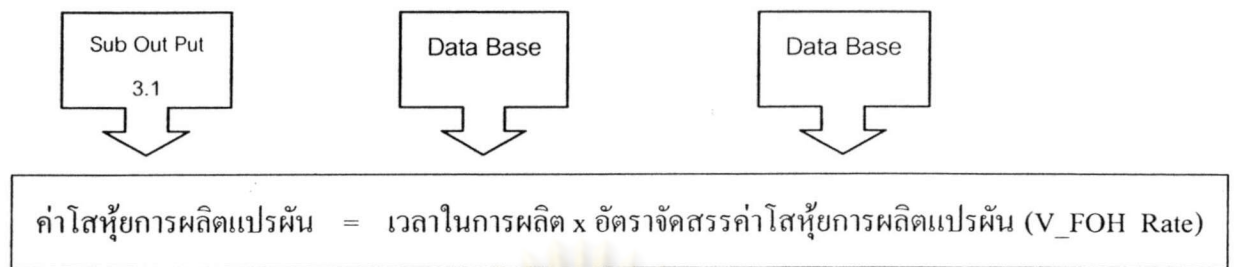 Sub Out Put
3.1
Data Base
Data Base
ค่าโสหุ้ยการผลิตแปรผัน = เวลาในการผลิต x อัตราจัดสรรค่าโสหุ้ยการผลิตแปรผัน (V_FOH Rate)